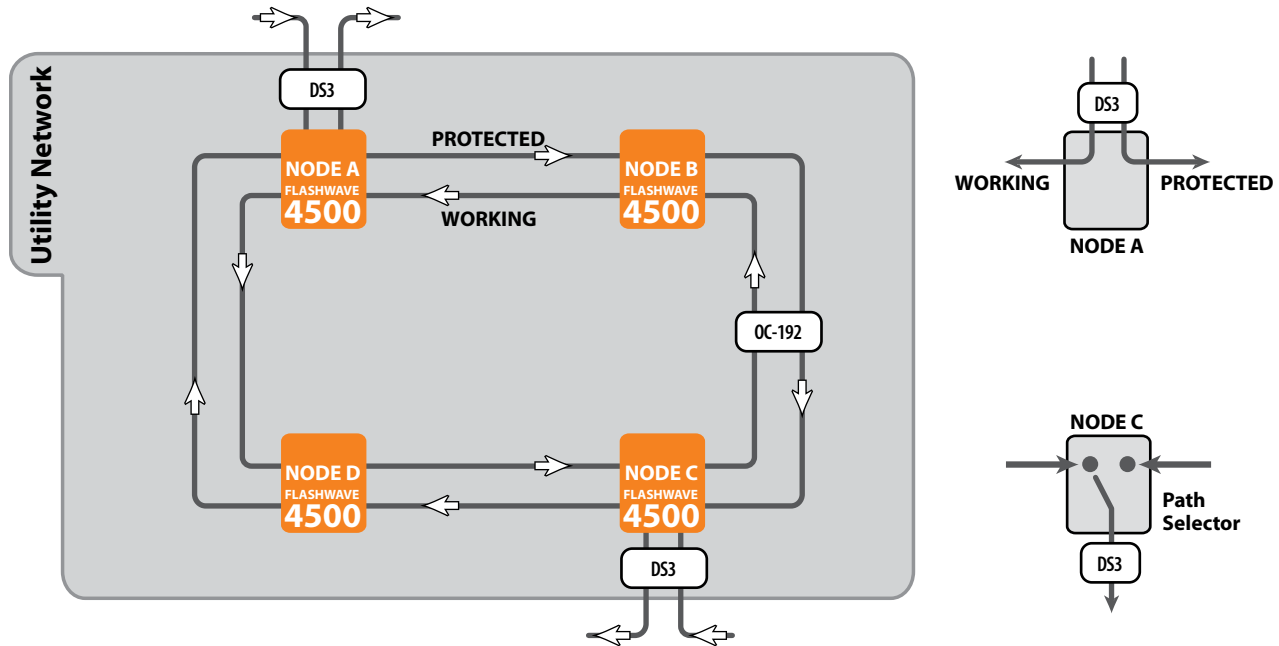 Utility Network
DS3
NODE A
FLASHWAVE
4500
PROTECTED
WORKING
NODE B
FLASHWAVE
4500
OC-192
NODE D
FLASHWAVE
4500
NODE C
FLASHWAVE
4500
DS3
DS3
WORKING
PROTECTED
NODE A
NODE C
Path
Selector
DS3